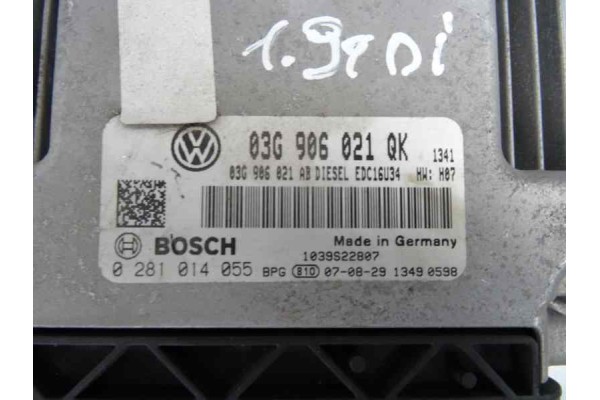 1.9TDi
03G 906 021 QK 1341
03G 906 021 AB DIESEL EDC16U34 HW: H07
BOSCH Made in Germany
1039S22807
0 281 014 055 BPG 810 07-08-29 1349 0598